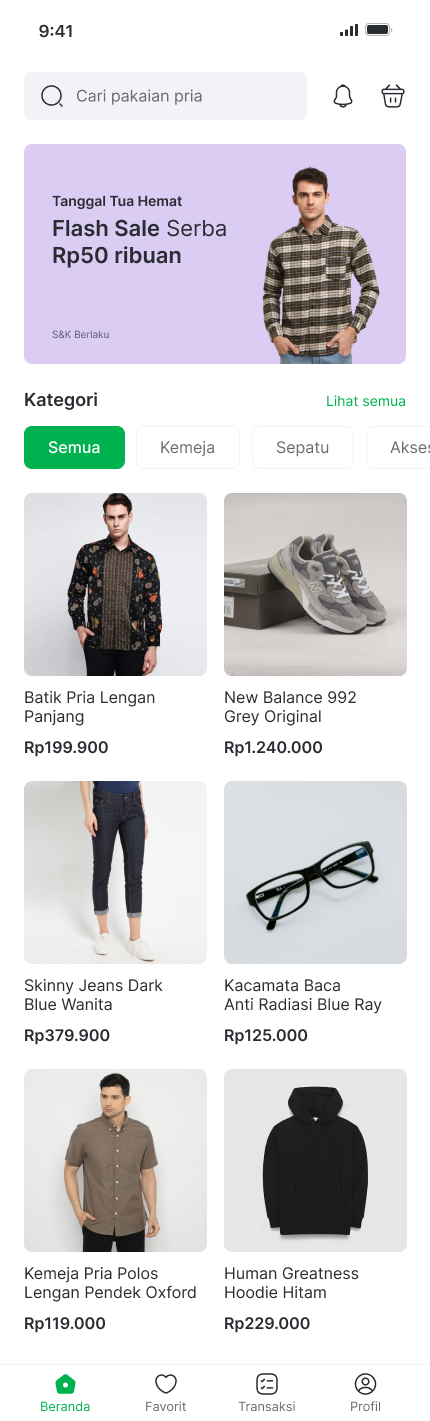 9:41
Cari pakaian pria
Tanggal Tua Hemat
Flash Sale Serba
Rp50 ribuan
S&K Berlaku
Kategori
Lihat semua
Semua
Kemeja
Sepatu
Akses
Batik Pria Lengan
Panjang
Rp199.900
New Balance 992
Grey Original
Rp1.240.000
Skinny Jeans Dark
Blue Wanita
Rp379.900
Kacamata Baca
Anti Radiasi Blue Ray
Rp125.000
Kemeja Pria Polos
Lengan Pendek Oxford
Rp119.000
Human Greatness
Hoodie Hitam
Rp229.000
Beranda
Favorit
Transaksi
Profil